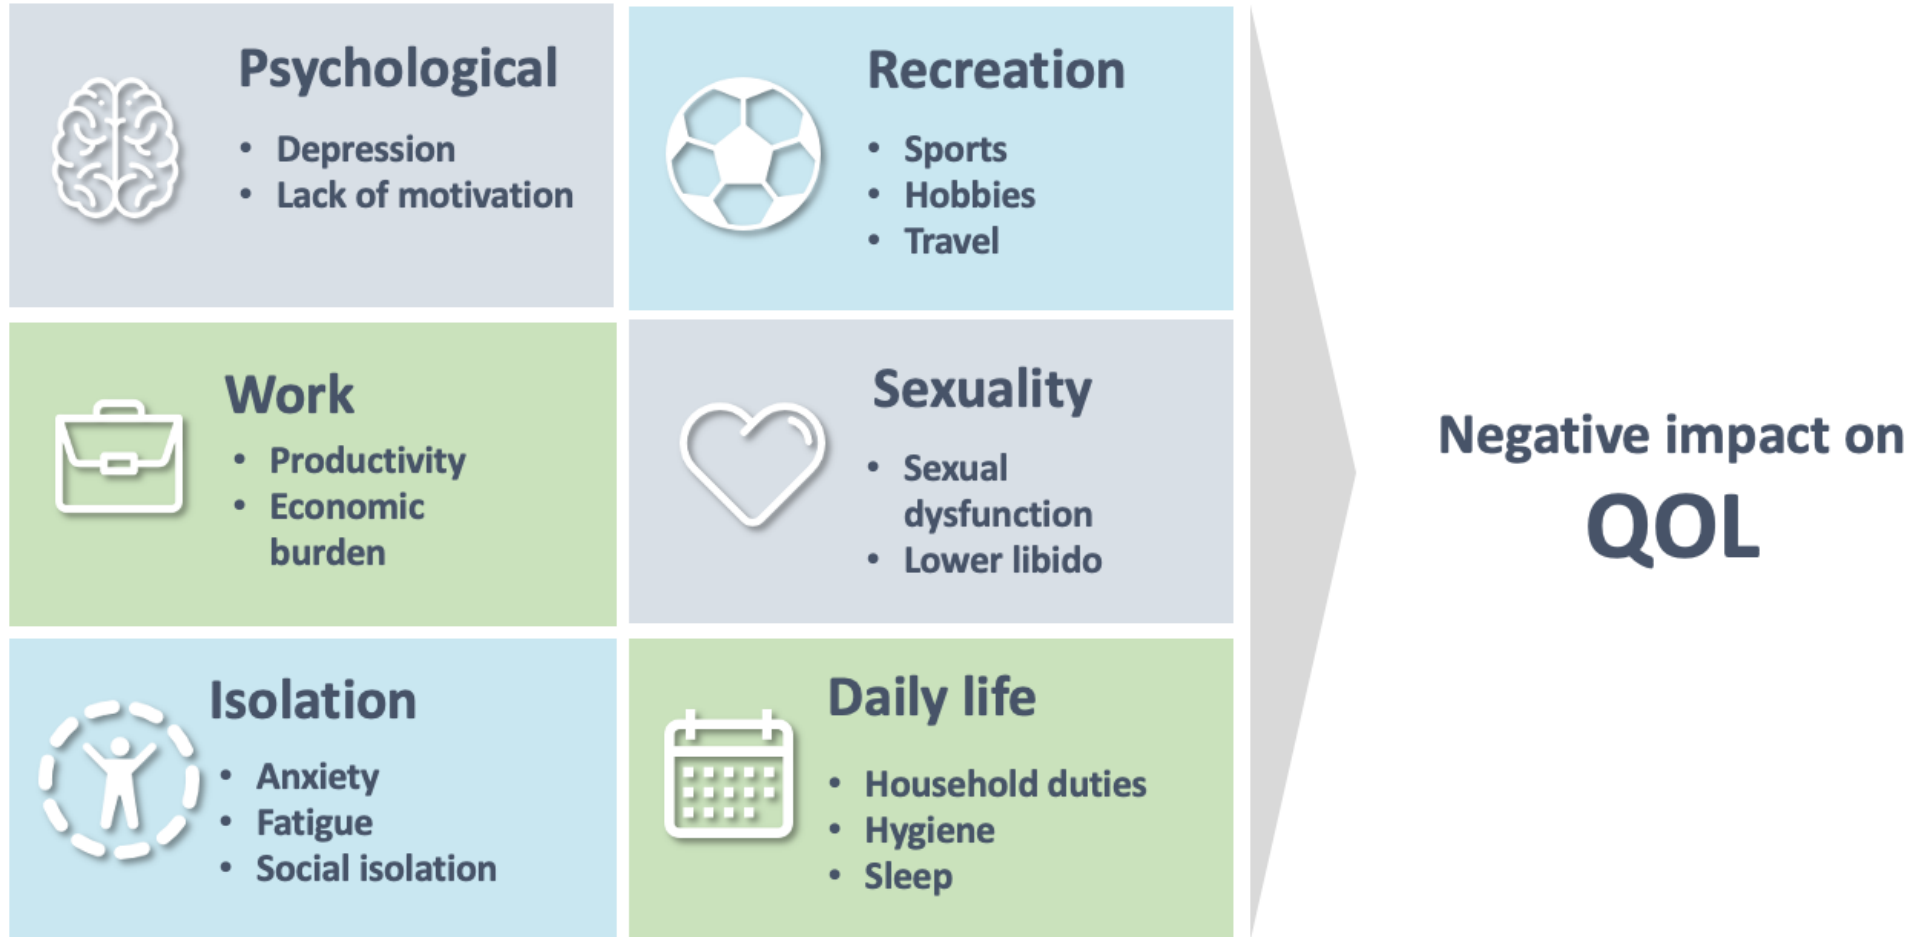 Psychological
• Depression
• Lack of motivation
Recreation
• Sports
• Hobbies
• Travel
Work
• Productivity
• Economic
burden
Sexuality
• Sexual
dysfunction
• Lower libido
Isolation
• Anxiety
• Fatigue
• Social isolation
Daily life
• Household duties
• Hygiene
• Sleep
Negative impact on
QOL